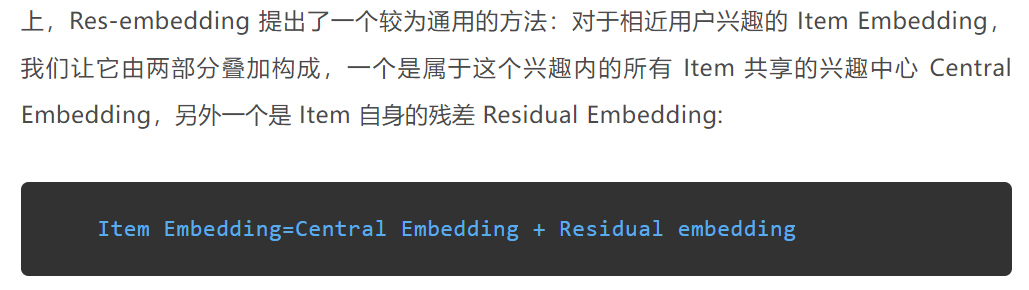 上，Res-embedding 提出了一个较为通用的方法：对于相近用户兴趣的 Item Embedding，
我们让它由两部分叠加构成，一个是属于这个兴趣内的所有 Item 共享的兴趣中心 Central
Embedding，另外一个是 Item 自身的残差 Residual Embedding:
Item Embedding=Central Embedding + Residual embedding